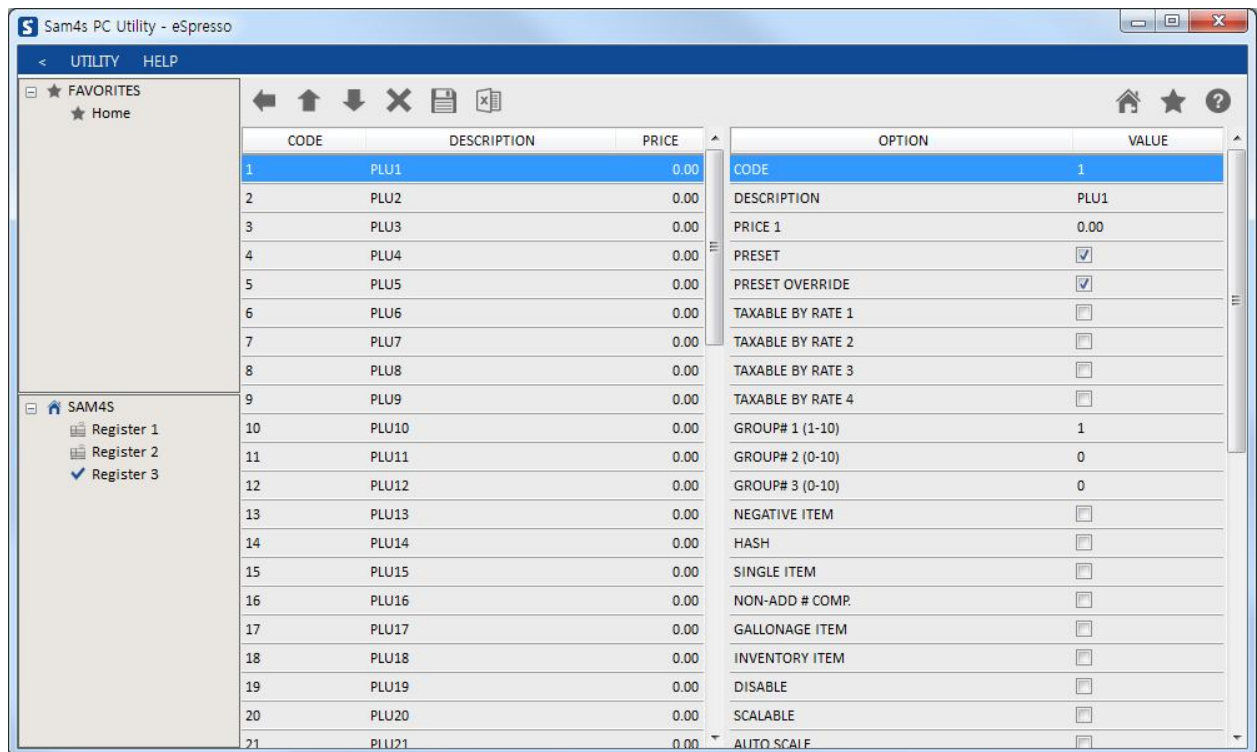 Sam4s PC Utility - eSpresso
< UTILITY HELP
FAVORITES
Home
SAM4S
Register 1
Register 2
Register 3
CODE DESCRIPTION PRICE
1 PLU1 0.00
2 PLU2 0.00
3 PLU3 0.00
4 PLU4 0.00
5 PLU5 0.00
6 PLU6 0.00
7 PLU7 0.00
8 PLU8 0.00
9 PLU9 0.00
10 PLU10 0.00
11 PLU11 0.00
12 PLU12 0.00
13 PLU13 0.00
14 PLU14 0.00
15 PLU15 0.00
16 PLU16 0.00
17 PLU17 0.00
18 PLU18 0.00
19 PLU19 0.00
20 PLU20 0.00
21 PLU21 0.00
OPTION VALUE
CODE 1
DESCRIPTION PLU1
PRICE 1 0.00
PRESET
PRESET OVERRIDE
TAXABLE BY RATE 1
TAXABLE BY RATE 2
TAXABLE BY RATE 3
TAXABLE BY RATE 4
GROUP# 1 (1-10) 1
GROUP# 2 (0-10) 0
GROUP# 3 (0-10) 0
NEGATIVE ITEM
HASH
SINGLE ITEM
NON-ADD # COMP.
GALLONAGE ITEM
INVENTORY ITEM
DISABLE
SCALABLE
AUTO SCALE